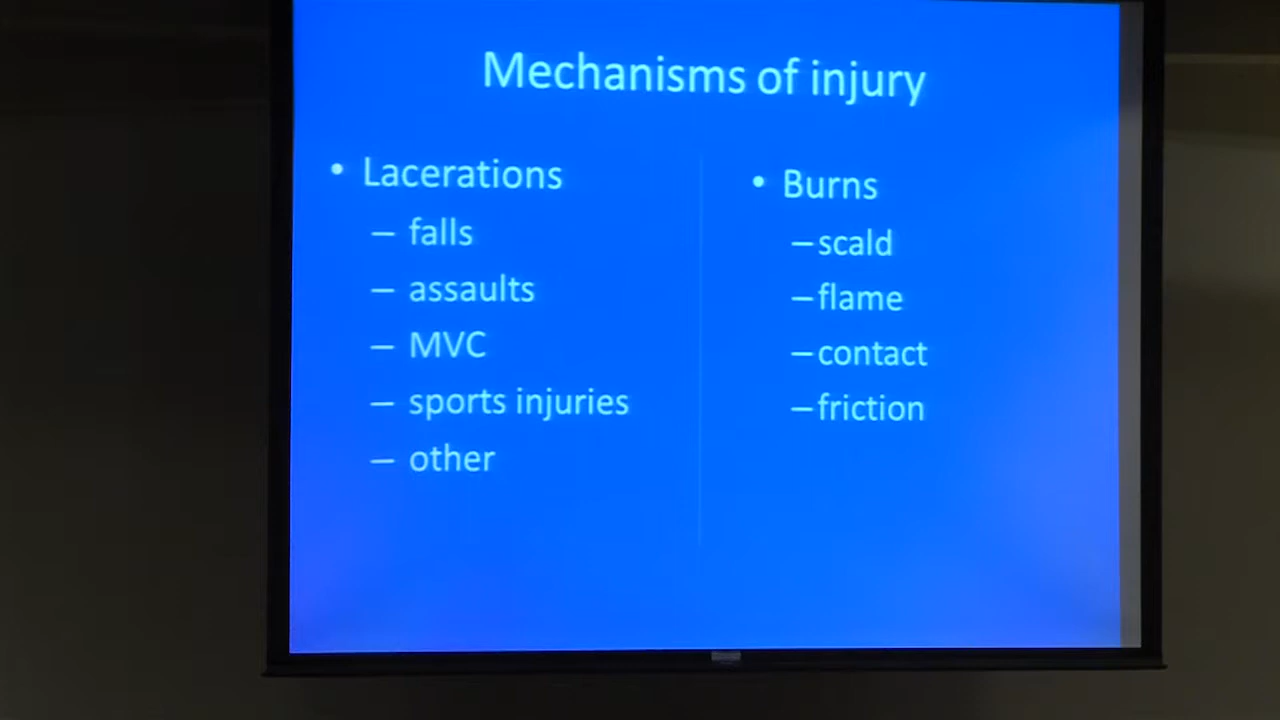 Mechanisms of injury
• Lacerations
– falls
– assaults
– MVC
– sports injuries
– other
• Burns
– scald
– flame
– contact
– friction